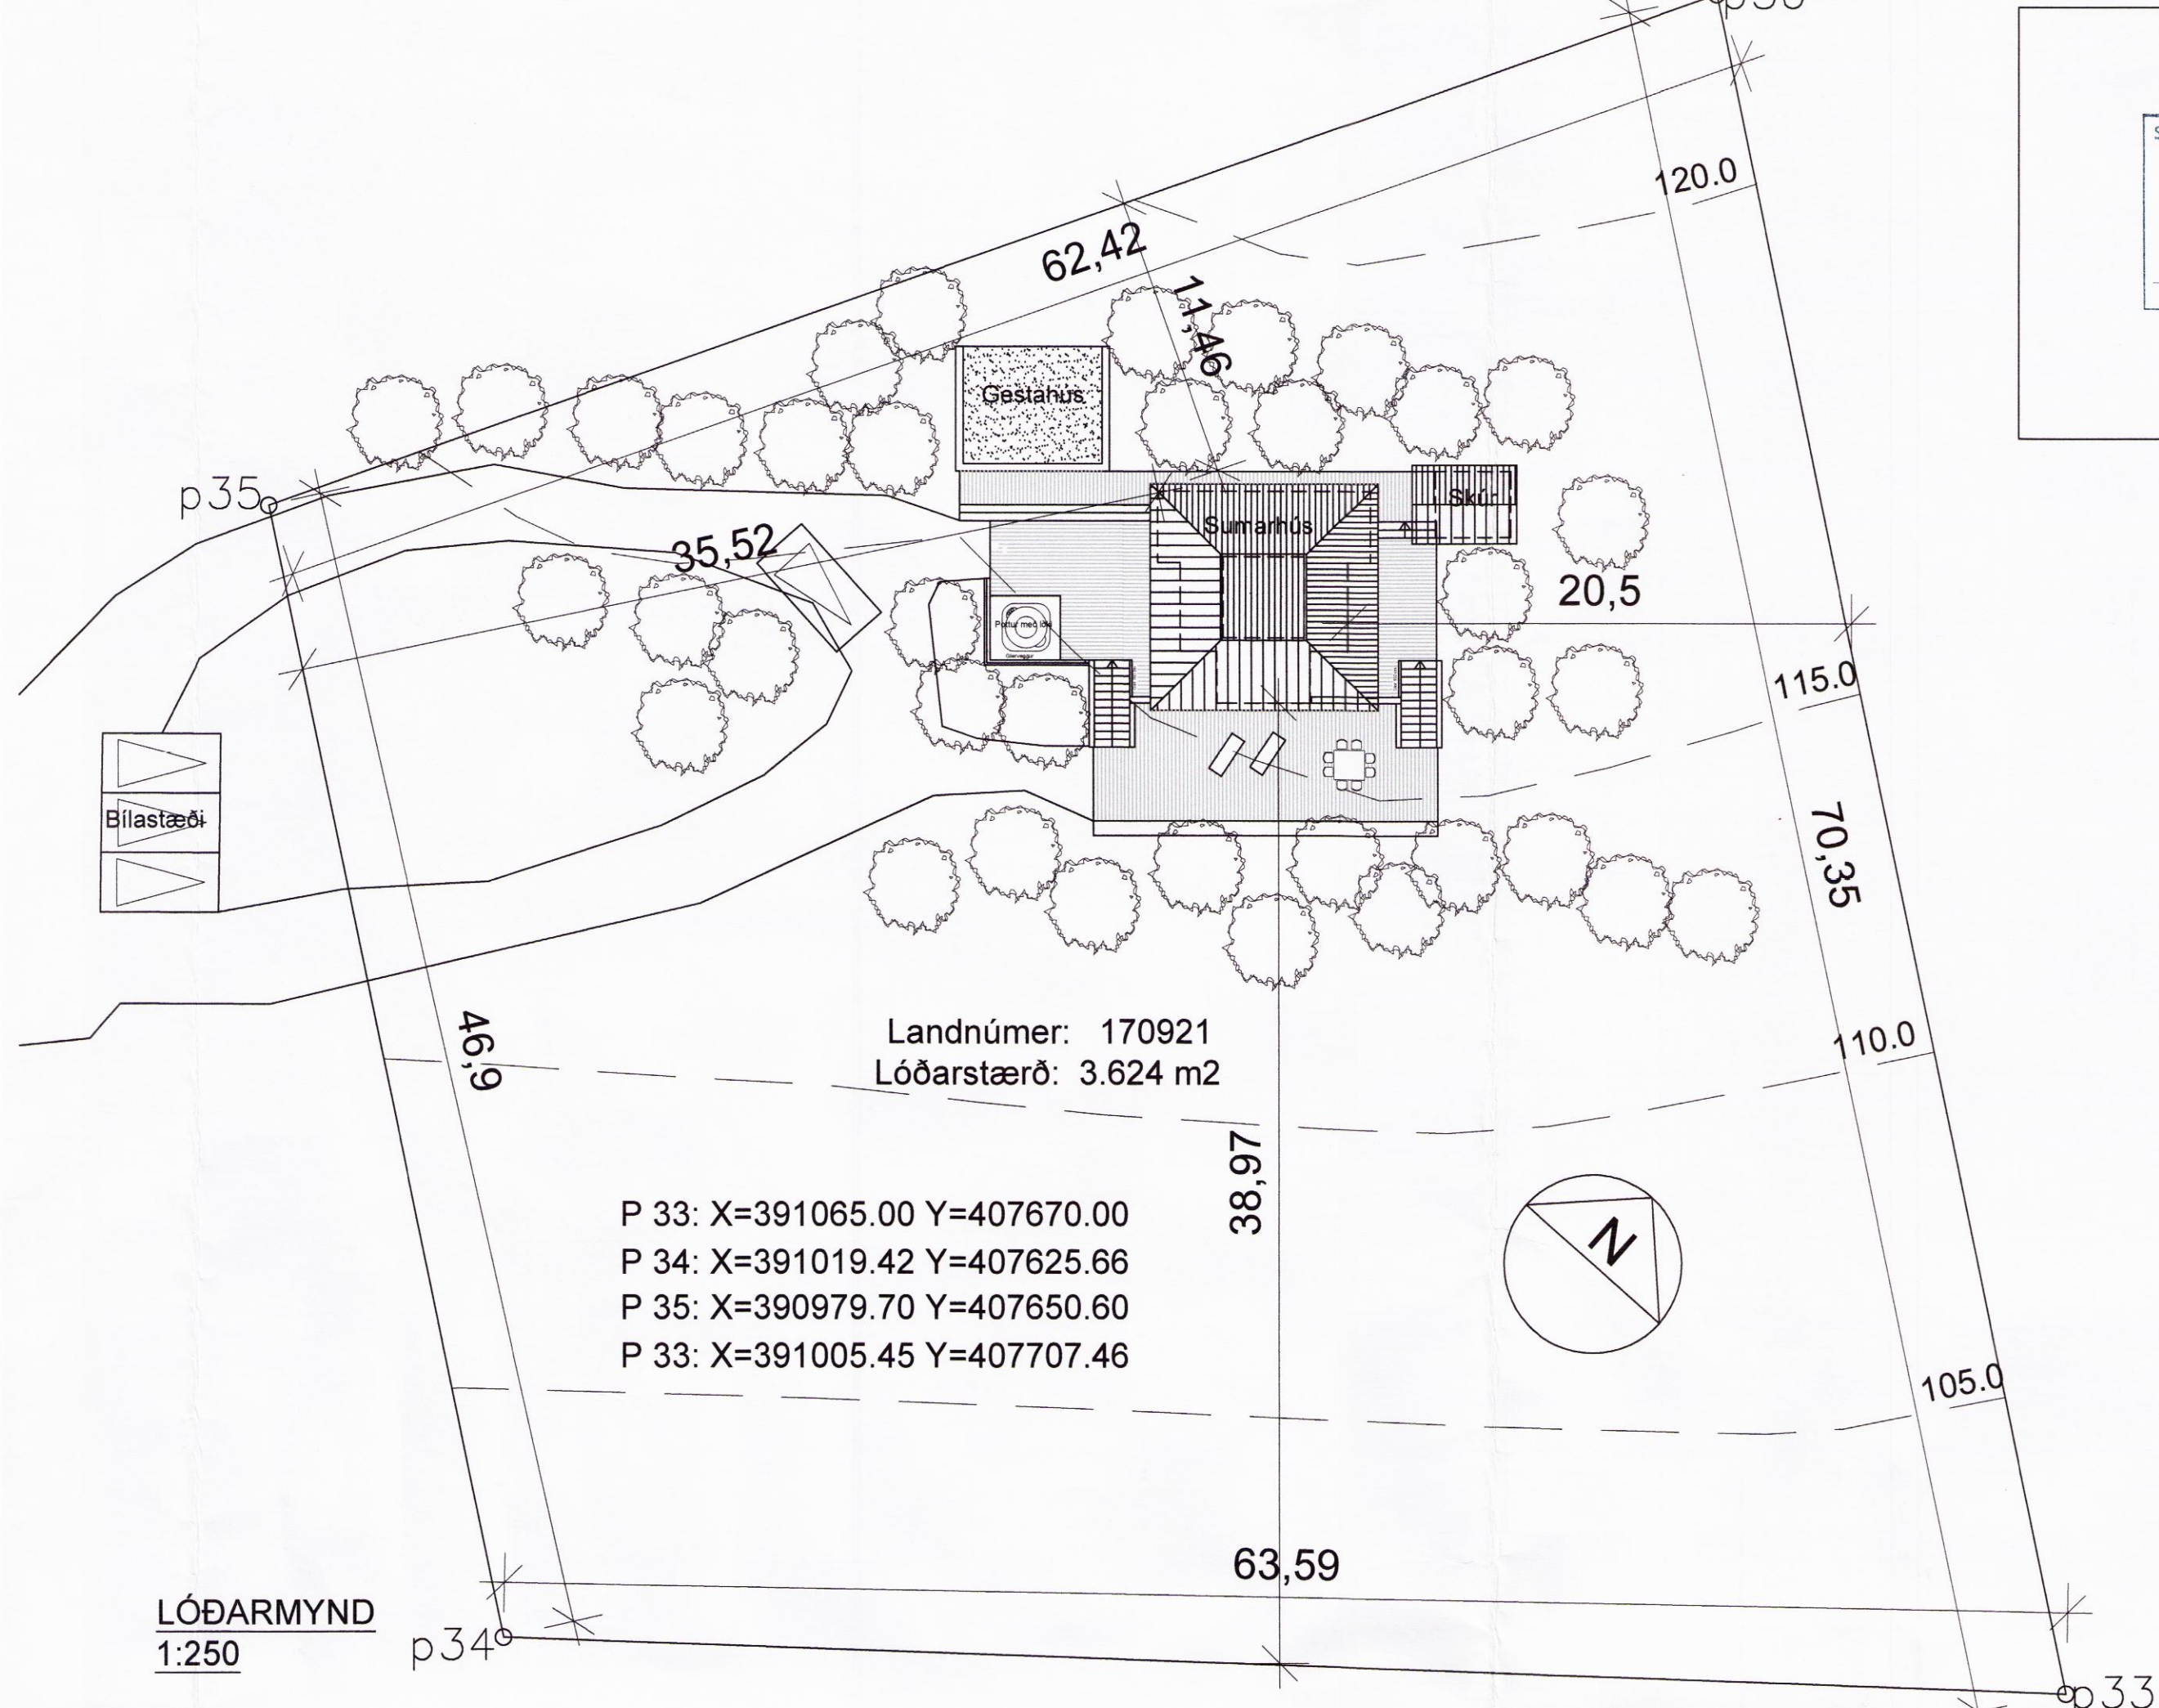 120.0
62,42
11,46
Gestahús
p35
Skúr
Sumarhús
35,52
20,5
Pottur með loki
115.0
Bílastæði
70,35
46,9
Landnúmer: 170921
Lóðarstærð: 3.624 m2
110.0
38,97
P 33: X=391065.00 Y=407670.00
P 34: X=391019.42 Y=407625.66
P 35: X=390979.70 Y=407650.60
P 33: X=391005.45 Y=407707.46
N
105.0
63,59
LÓÐARMYND
1:250
p34
p33